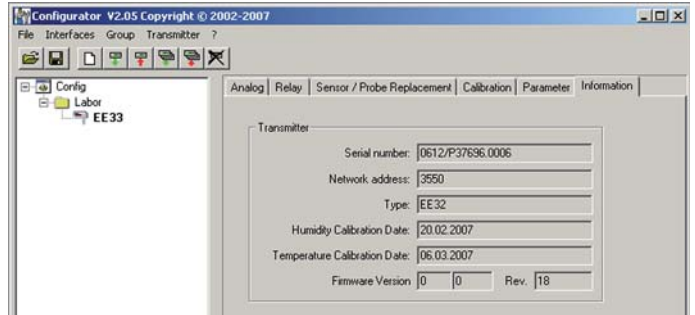 Configurator V2.05 Copyright © 2002-2007
File Interfaces Group Transmitter ?
Config
Labor
EE33
Analog Relay Sensor / Probe Replacement Calibration Parameter Information
Transmitter
Serial number: 0612/P37696.0006
Network address: 3550
Type: EE32
Humidity Calibration Date: 20.02.2007
Temperature Calibration Date: 06.03.2007
Firmware Version 0 0 Rev. 18